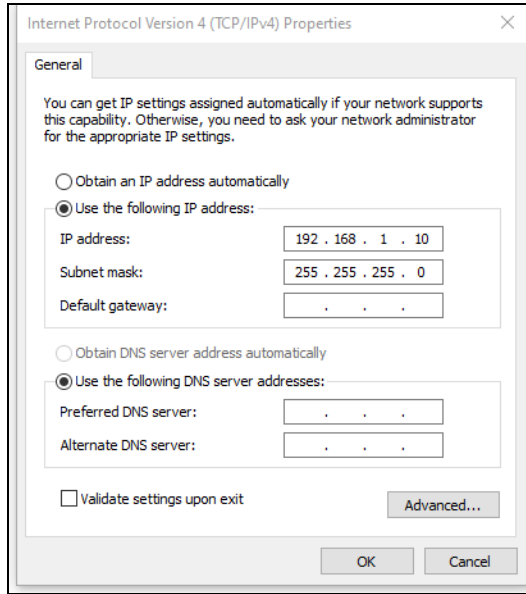 Internet Protocol Version 4 (TCP/IPv4) Properties
General
You can get IP settings assigned automatically if your network supports
this capability. Otherwise, you need to ask your network administrator
for the appropriate IP settings.
Obtain an IP address automatically
Use the following IP address:
IP address: 192 . 168 . 1 . 10
Subnet mask: 255 . 255 . 255 . 0
Default gateway: . . .
Obtain DNS server address automatically
Use the following DNS server addresses:
Preferred DNS server: . . .
Alternate DNS server: . . .
Validate settings upon exit
Advanced...
OK Cancel